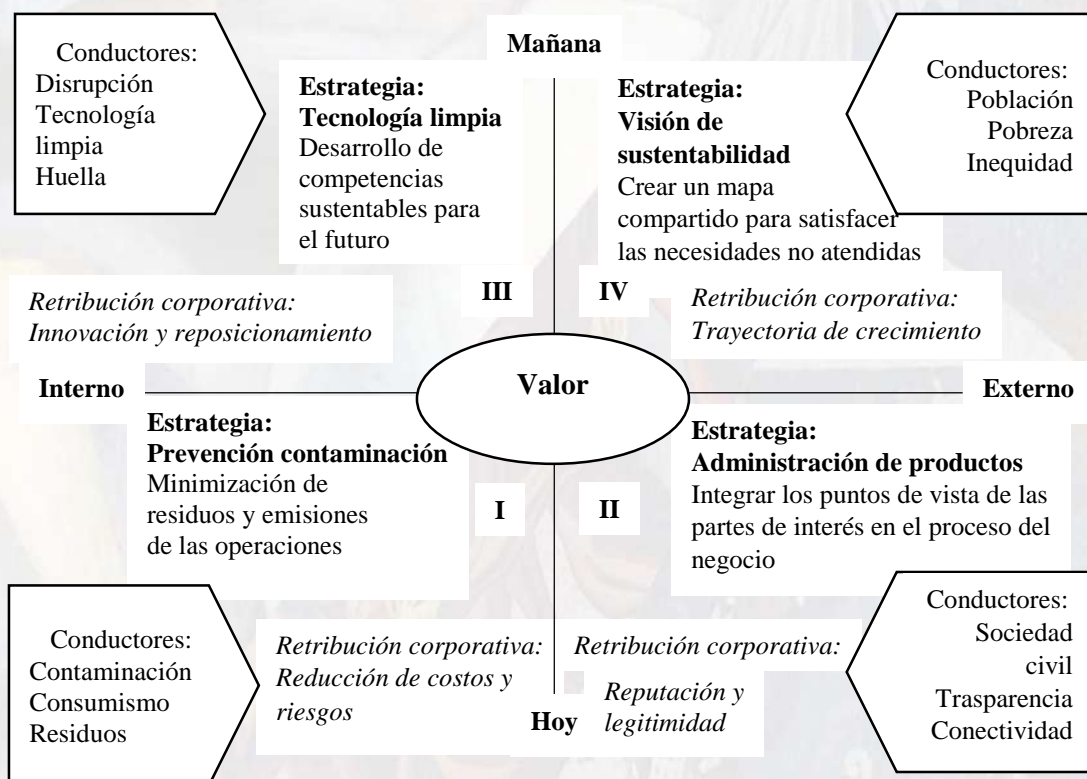 Mañana
Conductores:
Disrupción
Tecnología
limpia
Huella
Estrategia:
Tecnología limpia
Desarrollo de
competencias
sustentables para
el futuro
Estrategia:
Visión de
sustentabilidad
Crear un mapa
compartido para satisfacer
las necesidades no atendidas
Conductores:
Población
Pobreza
Inequidad
III
IV
Retribución corporativa:
Innovación y reposicionamiento
Retribución corporativa:
Trayectoria de crecimiento
Interno
Valor
Externo
Estrategia:
Prevención contaminación
Minimización de
residuos y emisiones
de las operaciones
I
II
Estrategia:
Administración de productos
Integrar los puntos de vista de las
partes de interés en el proceso del
negocio
Conductores:
Contaminación
Consumismo
Residuos
Retribución corporativa:
Reducción de costos y
riesgos
Retribución corporativa:
Reputación y
legitimidad
Hoy
Conductores:
Sociedad
civil
Trasparencia
Conectividad